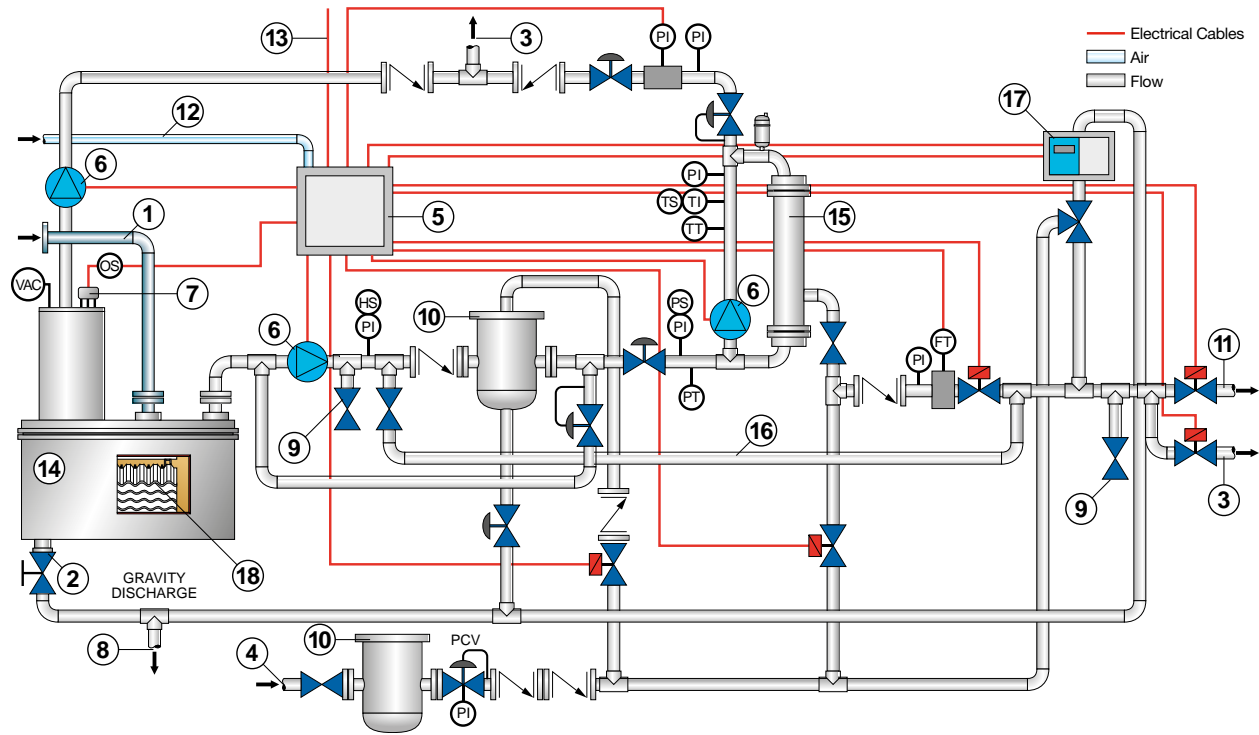 13
3
PI
PI
Electrical Cables
Air
Flow
12
17
6
1
5
PI
TS
TI
TT
15
OS
VAC
7
10
6
HS
PI
6
PS
PI
PT
PI
FT
11
9
16
14
18
9
3
2
GRAVITY
DISCHARGE
8
10
PCV
4
PI